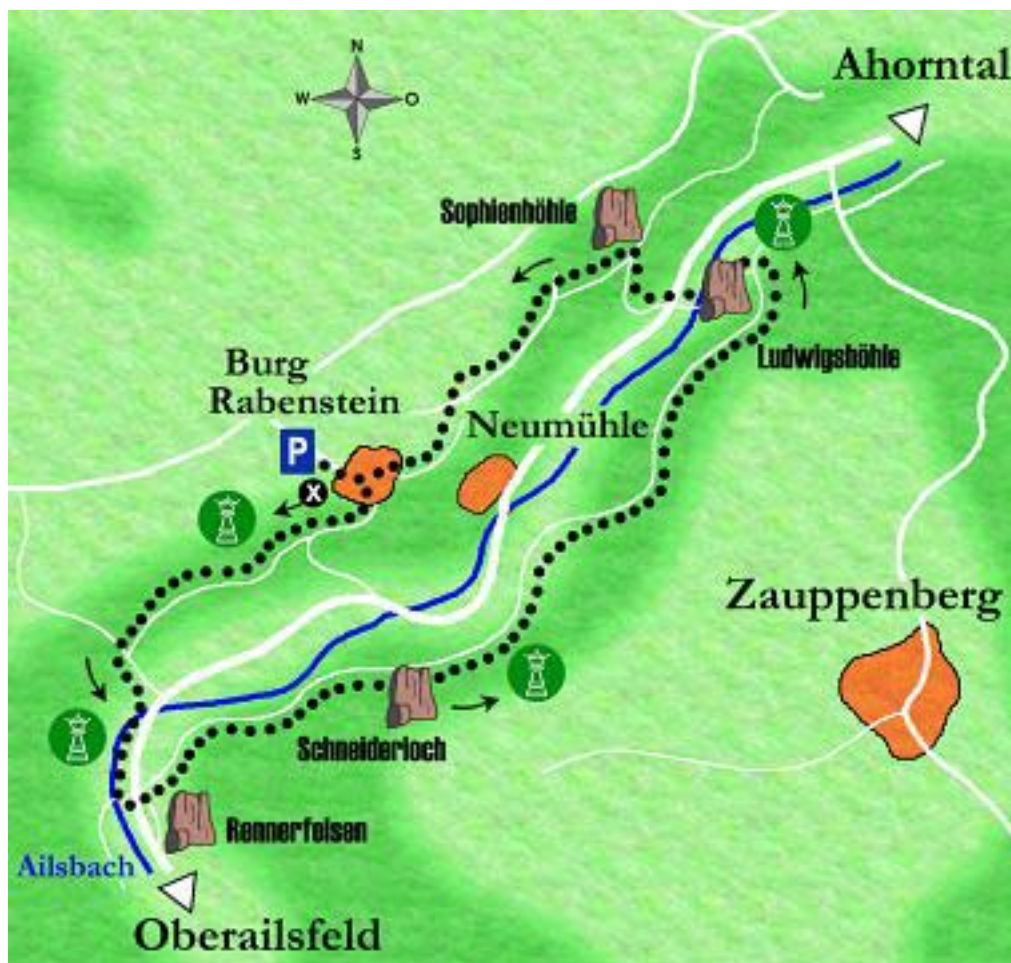 Ahorntal
N
W
O
S
Sophienhöhle
Ludwigshöhle
Burg
Rabenstein
Neumühle
P
X
Zauppenberg
Schneiderloch
Rennerfelsen
Ailsbach
Oberailsfeld